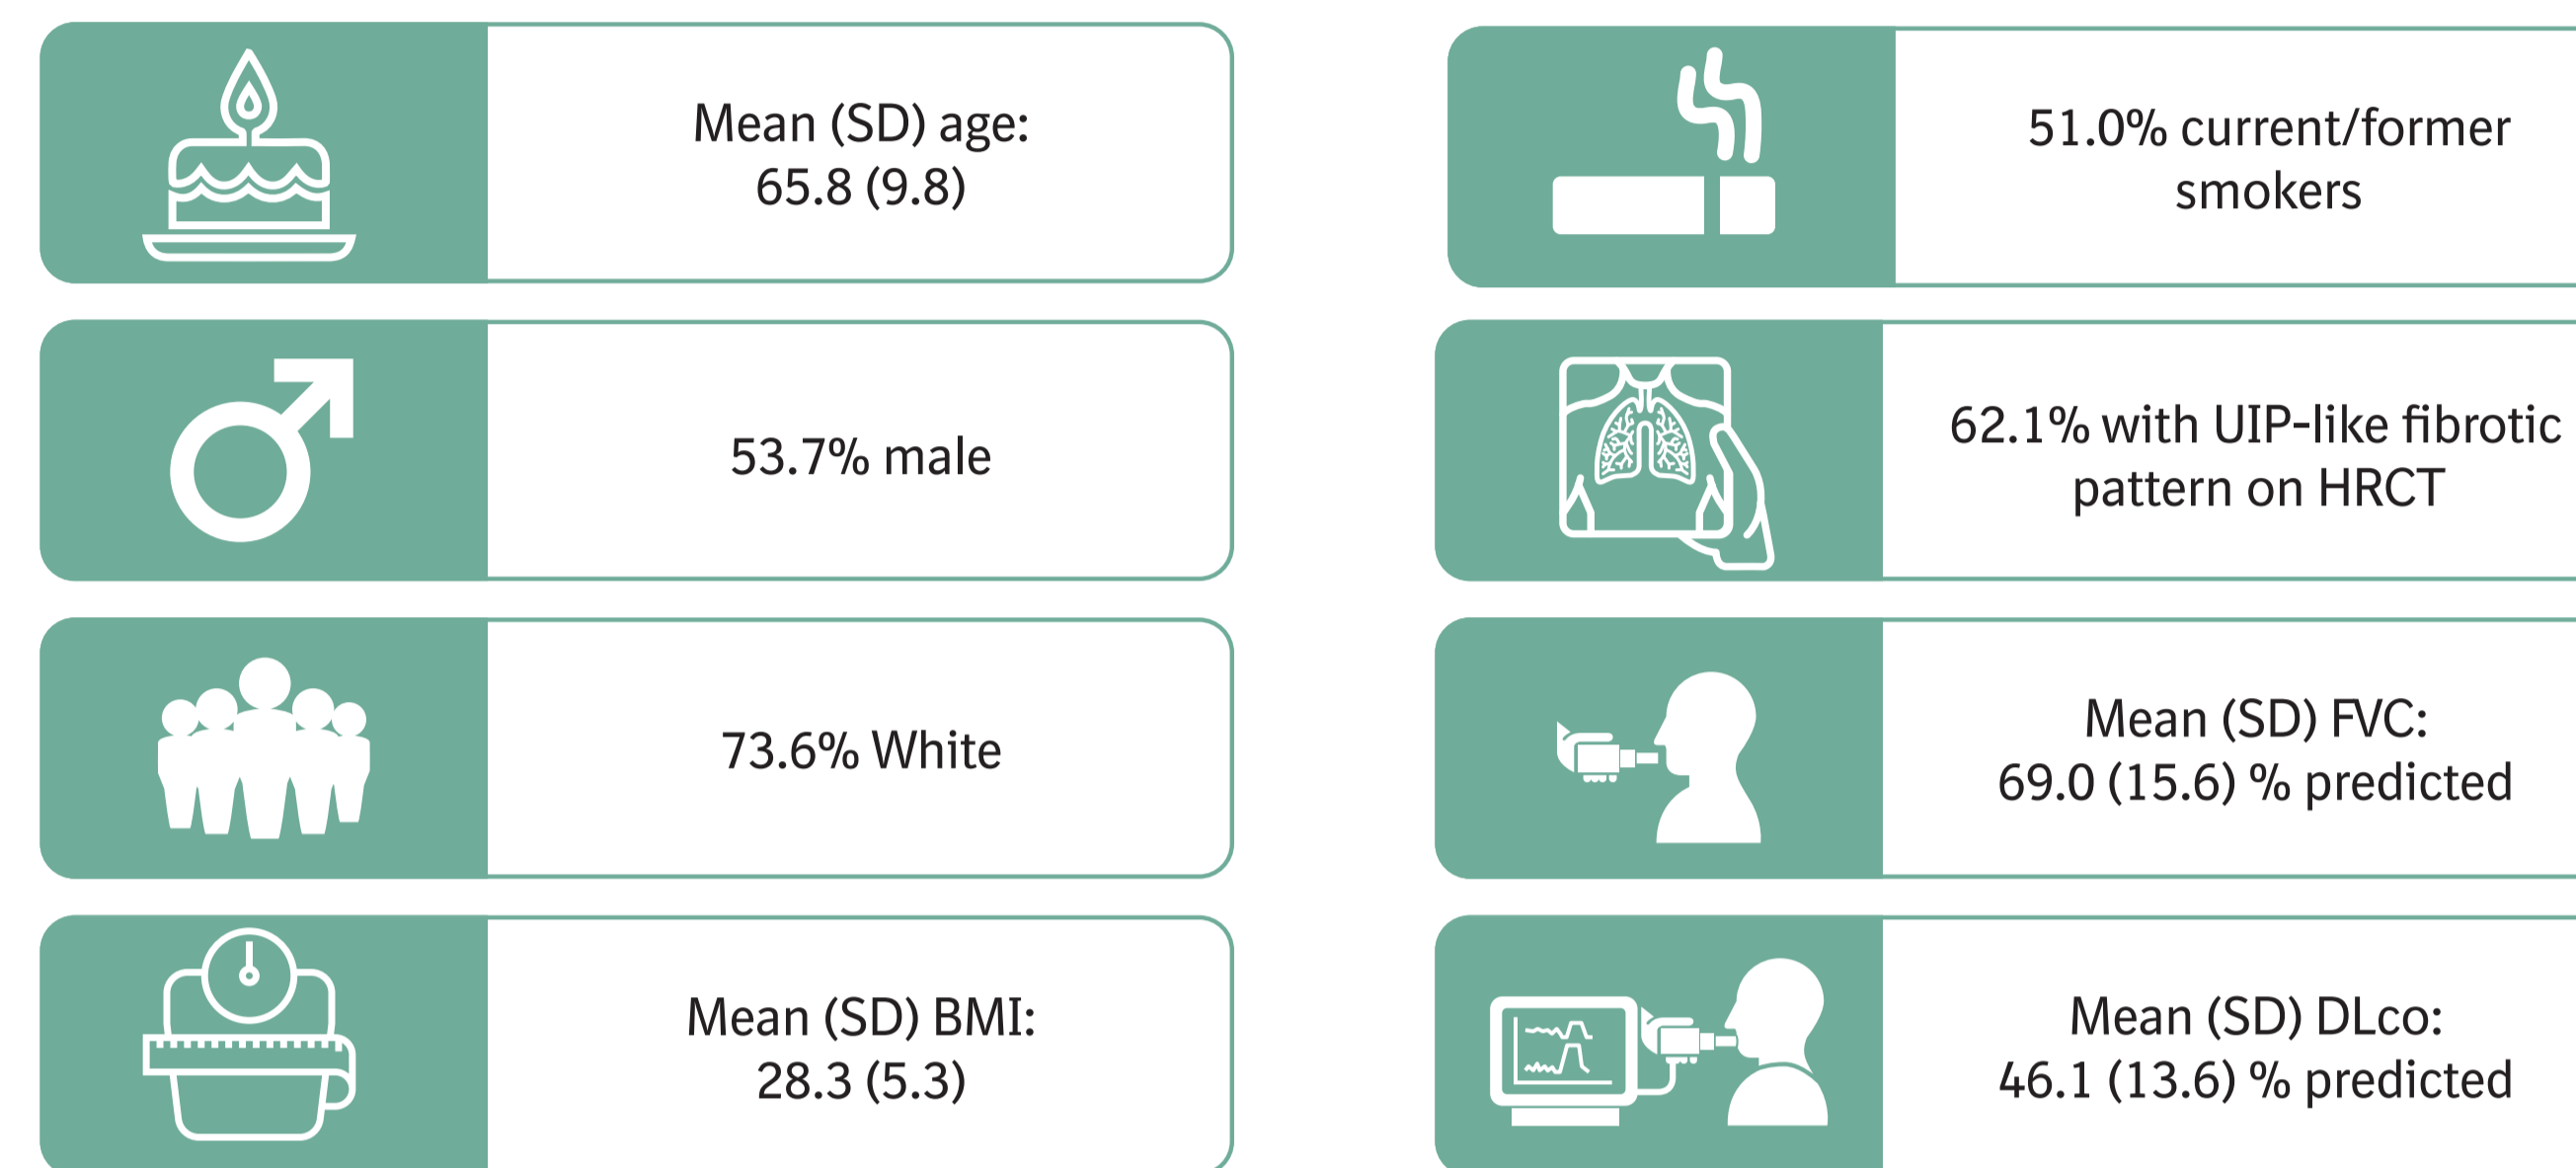 Mean (SD) age:
65.8 (9.8)
51.0% current/former
smokers
53.7% male
62.1% with UIP-like fibrotic
pattern on HRCT
73.6% White
Mean (SD) FVC:
69.0 (15.6) % predicted
Mean (SD) BMI:
28.3 (5.3)
Mean (SD) DLco:
46.1 (13.6) % predicted